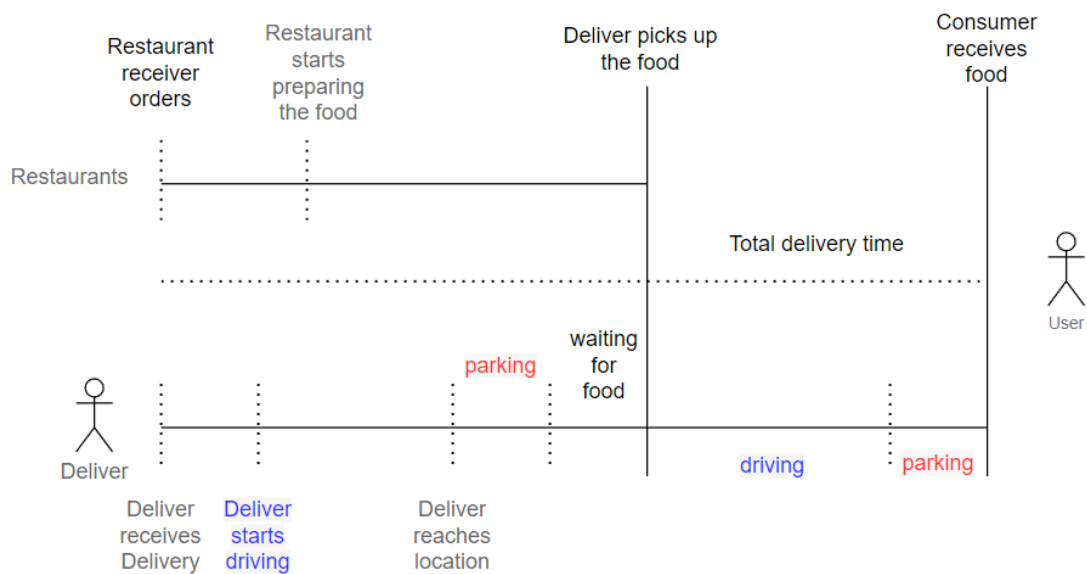 Restaurant
receiver
orders
Restaurant
starts
preparing
the food
Deliver picks up
the food
Consumer
receives
food
Restaurants
Total delivery time
User
parking
waiting
for
food
Deliver
driving
parking
Deliver
receives
Delivery
Deliver
starts
driving
Deliver
reaches
location